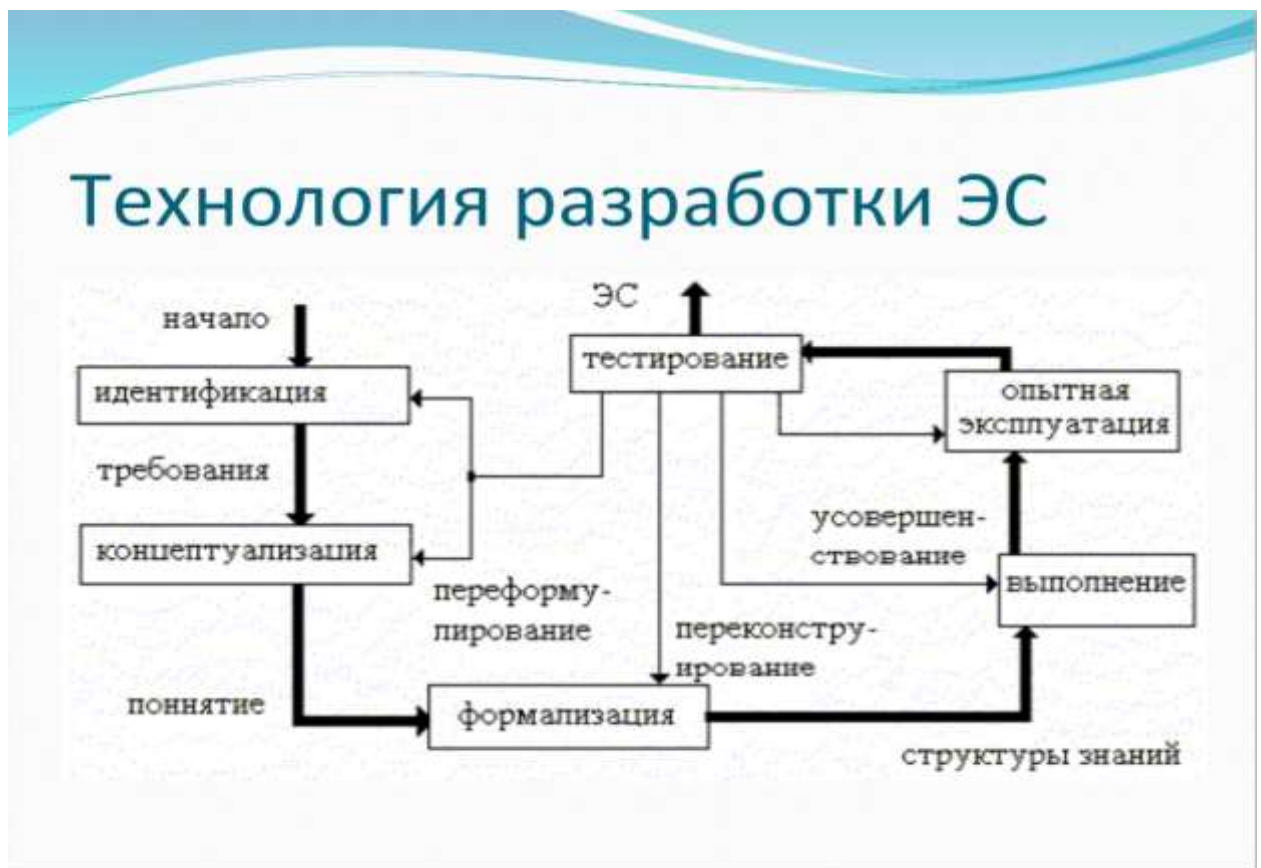 Технология разработки ЭС
начало
ЭС
тестирование
идентификация
опытная
эксплуатация
требования
усовершен-
ствование
концептуализация
выполнение
переформу-
лирование
переконстру-
ирование
поннятие
формализация
структуры знаний